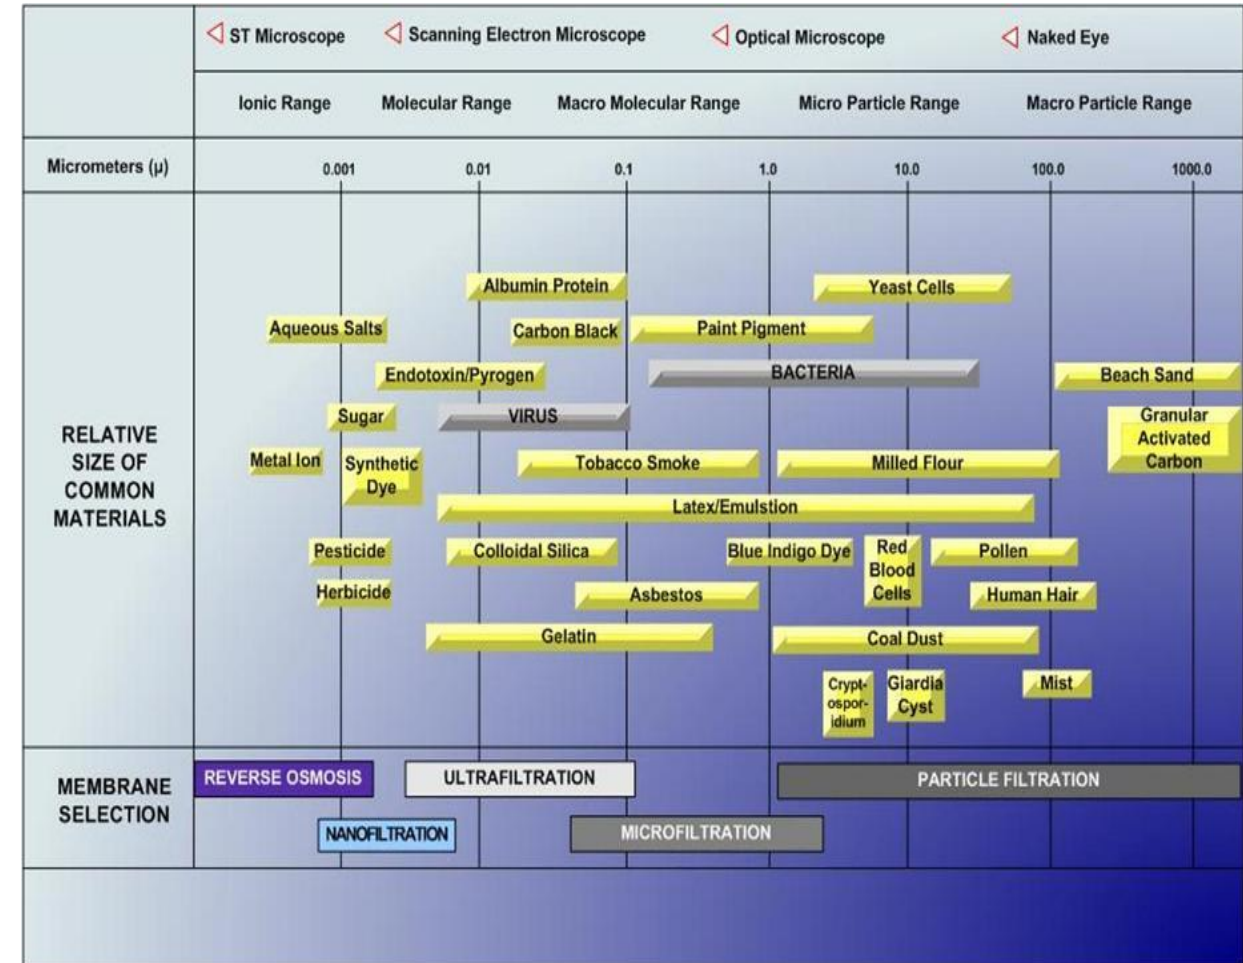 ST Microscope
Scanning Electron Microscope
Optical Microscope
Naked Eye
Ionic Range
Molecular Range
Macro Molecular Range
Micro Particle Range
Macro Particle Range
Micrometers (µ)
0.001
0.01
0.1
1.0
10.0
100.0
1000.0
RELATIVE
SIZE OF
COMMON
MATERIALS
Albumin Protein
Yeast Cells
Aqueous Salts
Carbon Black
Paint Pigment
Endotoxin/Pyrogen
BACTERIA
Beach Sand
Sugar
VIRUS
Granular
Activated
Carbon
Metal Ion
Synthetic
Dye
Tobacco Smoke
Milled Flour
Latex/Emulstion
Pesticide
Colloidal Silica
Blue Indigo Dye
Red
Blood
Cells
Pollen
Herbicide
Asbestos
Human Hair
Gelatin
Coal Dust
Crypt-
ospor-
idium
Giardia
Cyst
Mist
MEMBRANE
SELECTION
REVERSE OSMOSIS
ULTRAFILTRATION
PARTICLE FILTRATION
NANOFILTRATION
MICROFILTRATION